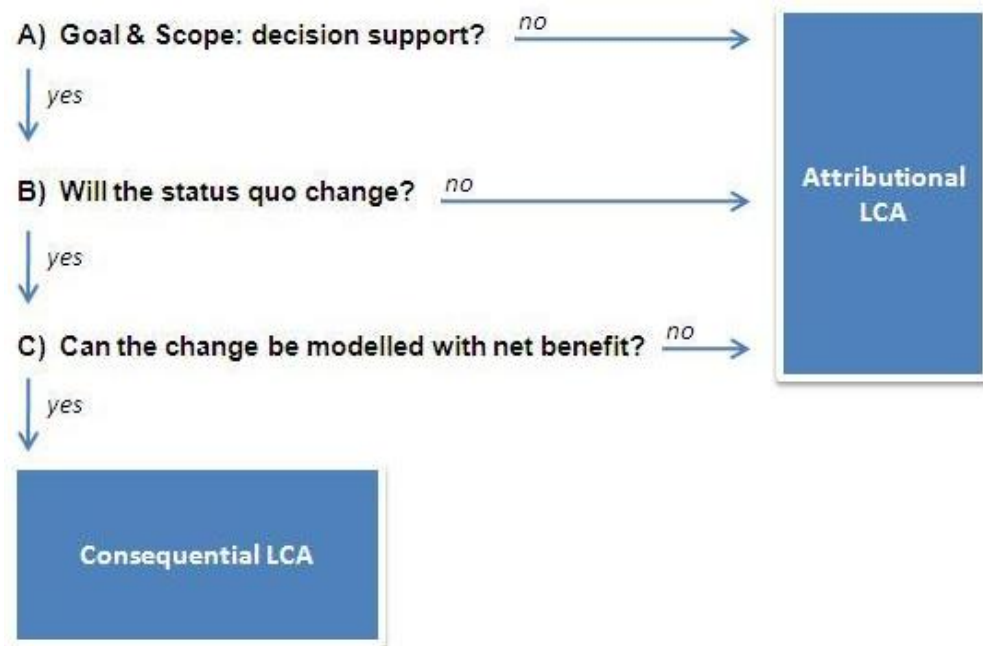 A) Goal & Scope: decision support?
no
yes
B) Will the status quo change?
no
Attributional
LCA
yes
C) Can the change be modelled with net benefit?
no
yes
Consequential LCA